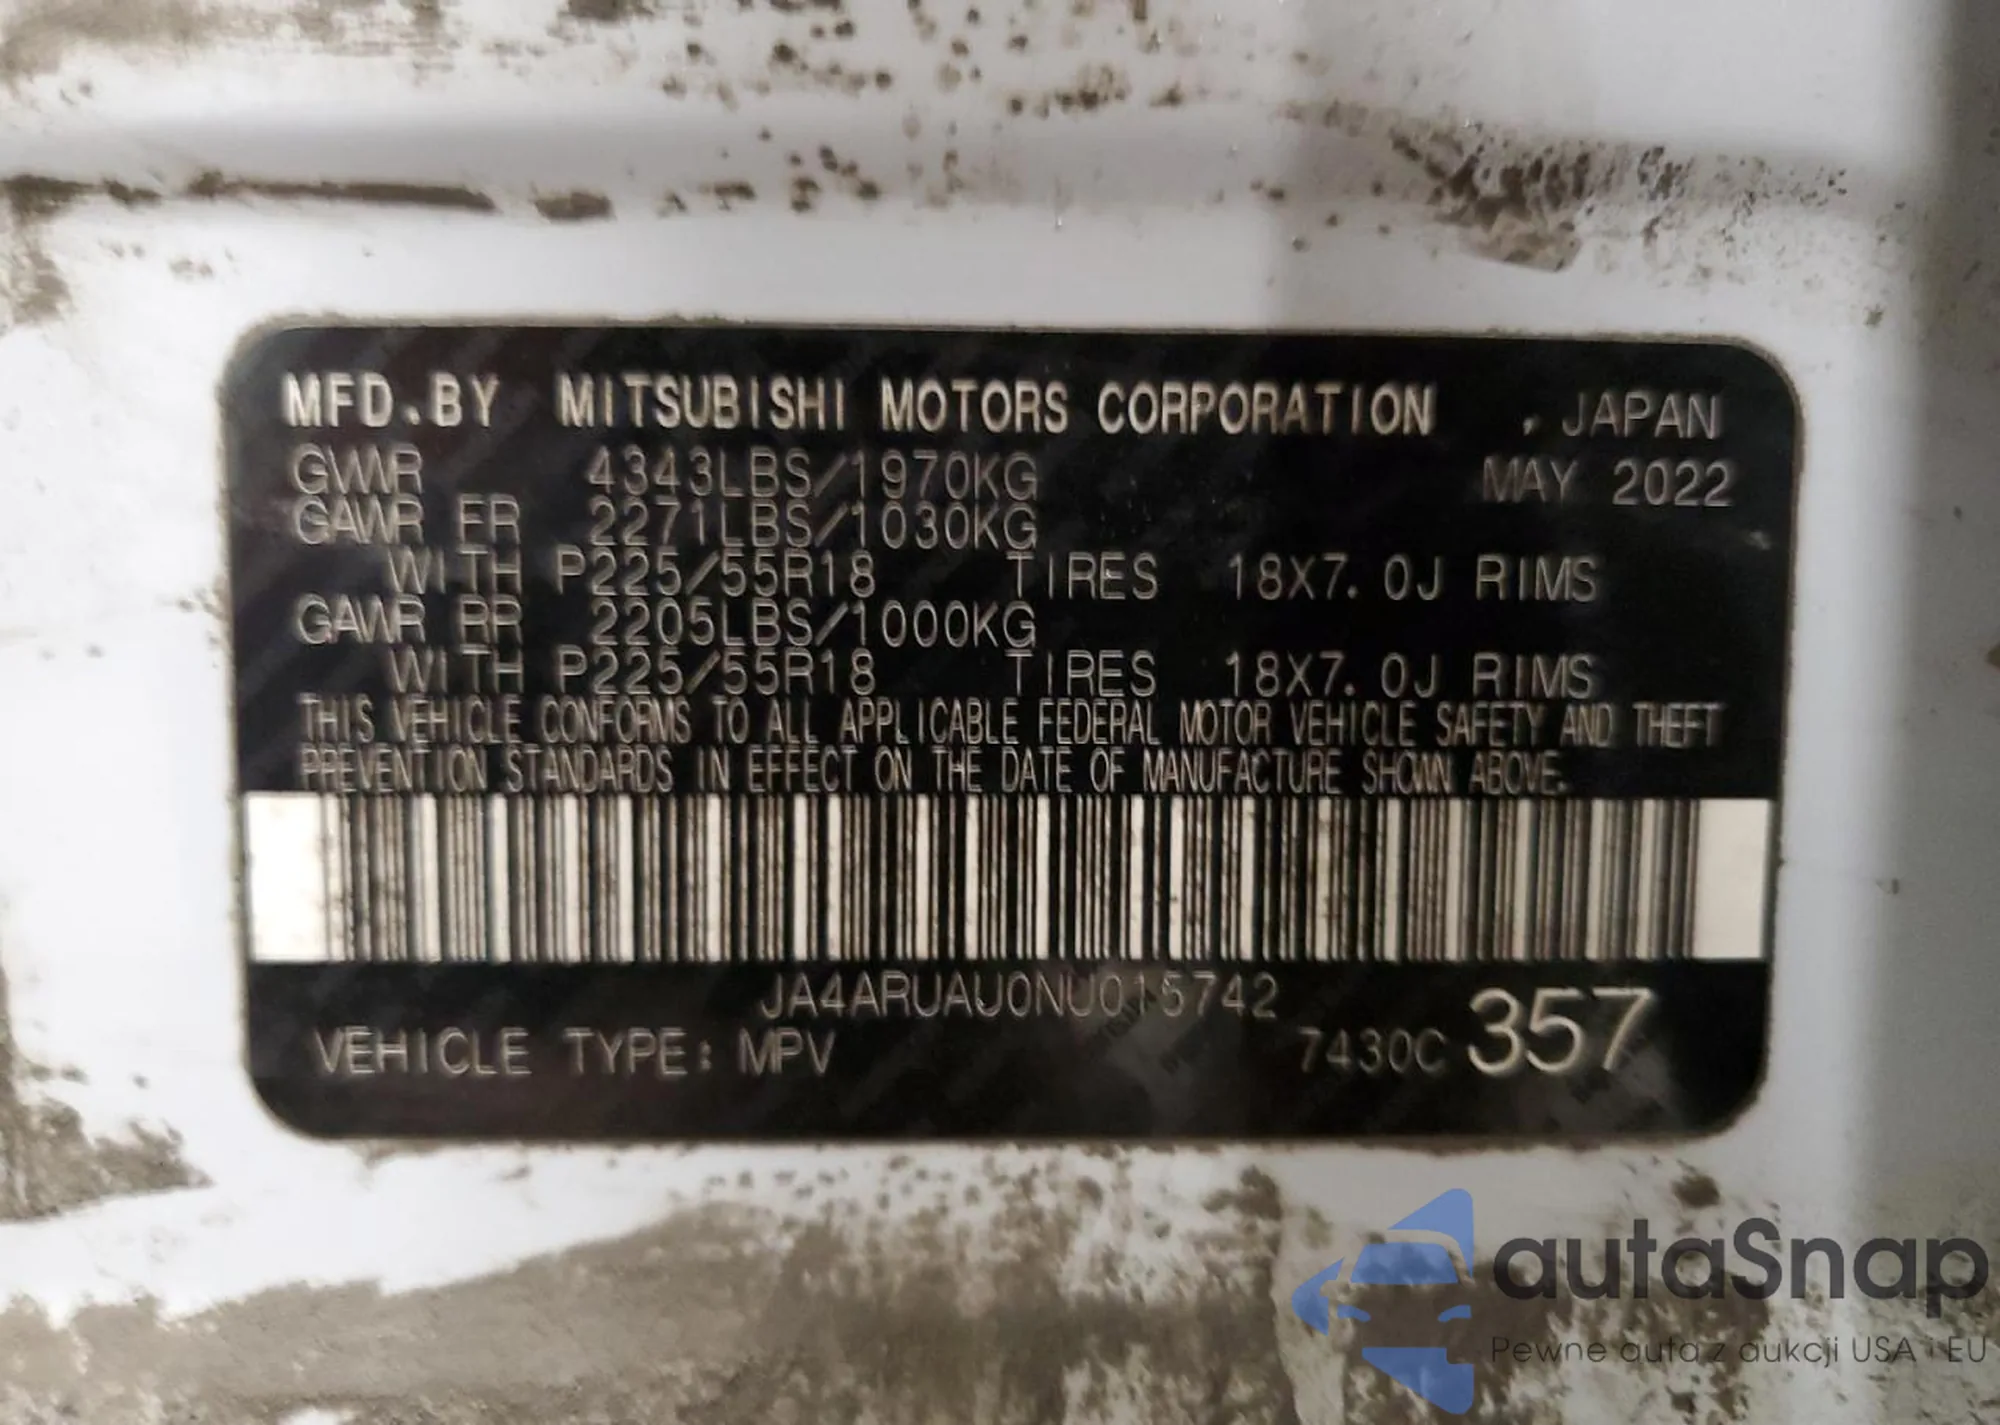 MFD.BY MITSUBISHI MOTORS CORPORATION , JAPAN
GVWR 4343LBS/1970KG MAY 2022
GAWR FR 2271LBS/1030KG
WITH P225/55R18 TIRES 18X7.0J RIMS
GAWR RR 2205LBS/1000KG
WITH P225/55R18 TIRES 18X7.0J RIMS
THIS VEHICLE CONFORMS TO ALL APPLICABLE FEDERAL MOTOR VEHICLE SAFETY AND THEFT
PREVENTION STANDARDS IN EFFECT ON THE DATE OF MANUFACTURE SHOWN ABOVE.
JA4ARUAU0NU015742
VEHICLE TYPE: MPV 7430C 357
autaSnap
Pewne auta z aukcji USA i EU